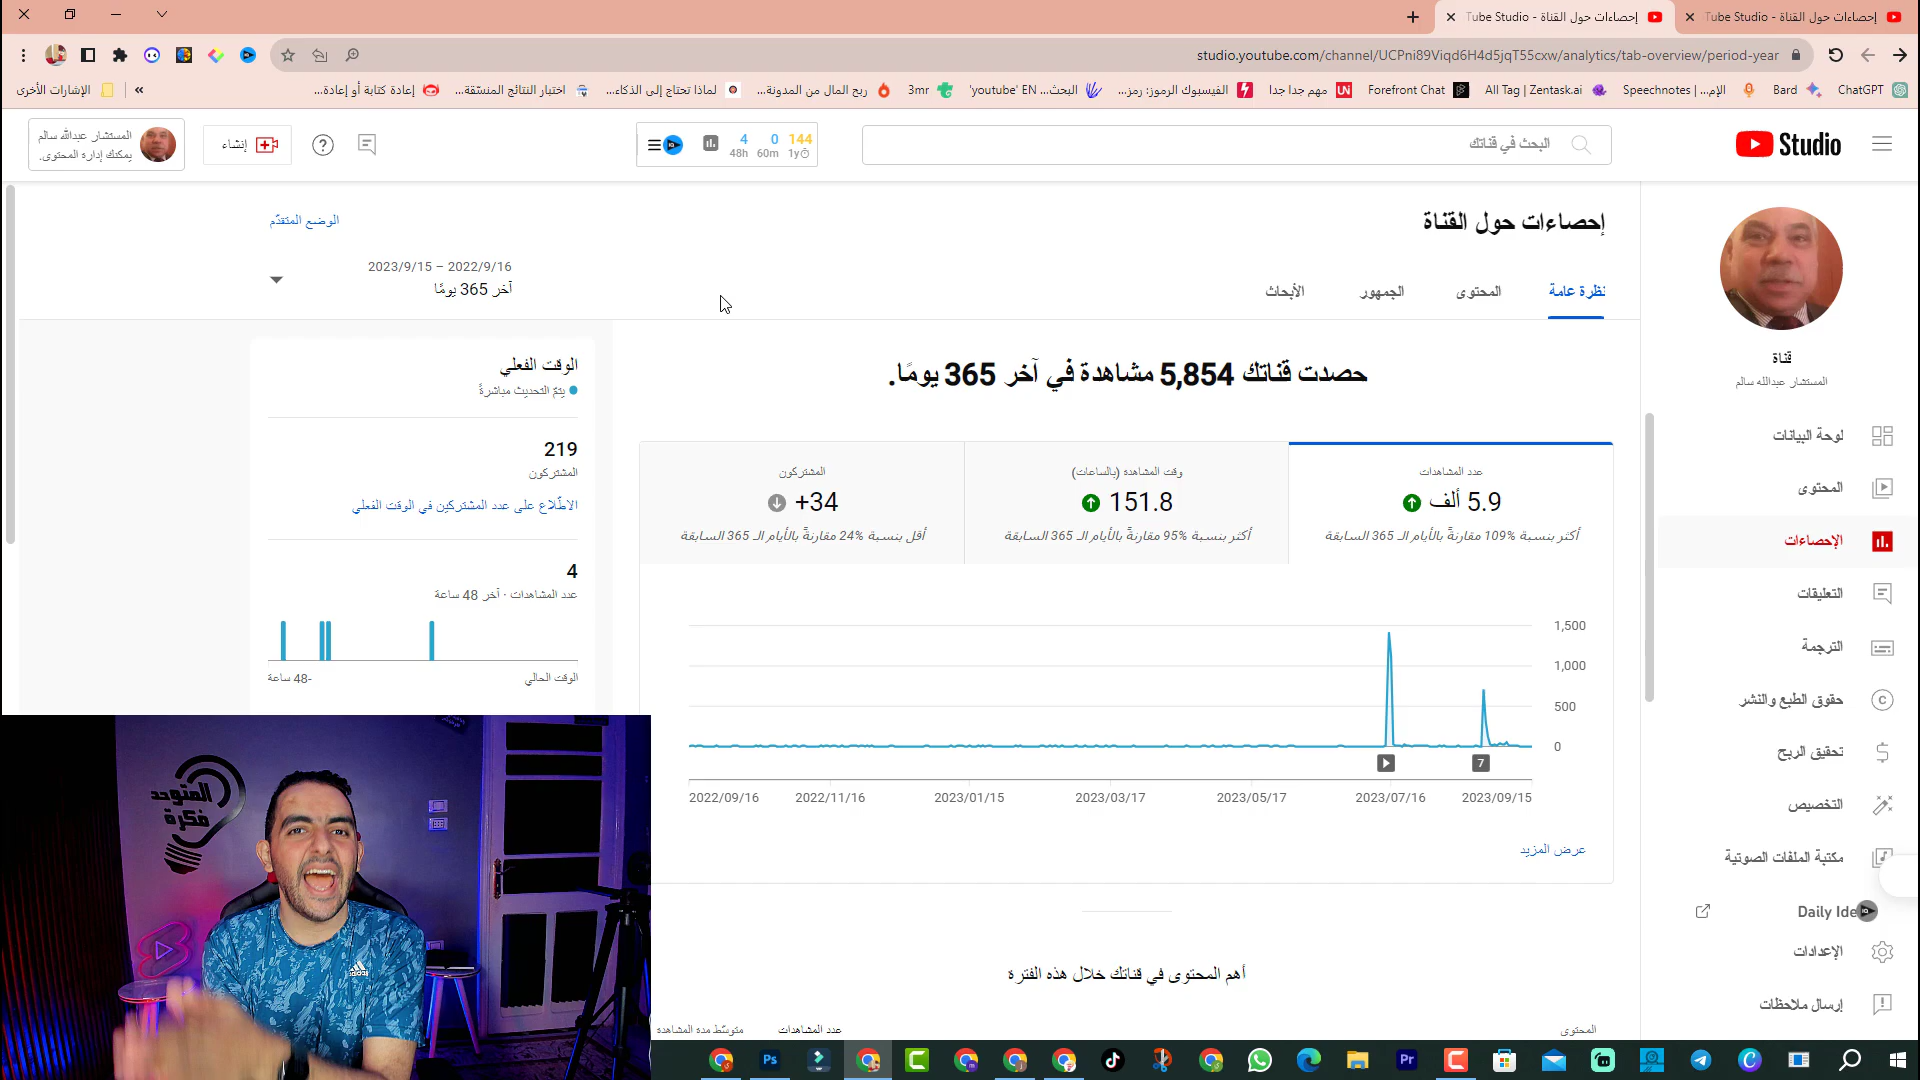 Tube Studio - إحصاءات حول القناة
Tube Studio - إحصاءات حول القناة
studio.youtube.com/channel/UCPni89Viqd6H4d5jqT55cxw/analytics/tab-overview/period-year
ChatGPT
Bard
Speechnotes | الإم...
All Tag | Zentask.ai
Forefront Chat
مهم جدا جدا
الفيسبوك الرموز: رمز...
البحث... 'youtube' EN
3mr
ربح المال من المدونة...
لماذا تحتاج إلى الذكاء...
اختبار النتائج المنسّقة...
إعادة كتابة أو إعادة...
»
الإشارات الأخرى
Studio
البحث في قناتك
144
1y
0
60m
4
48h
إنشاء
المستشار عبدالله سالم
يمكنك إدارة المحتوى.
إحصاءات حول القناة
الوضع المتقدّم
نظرة عامة
المحتوى
الجمهور
الأبحاث
2022/9/16 – 2023/9/15
آخر 365 يومًا
قناة
المستشار عبدالله سالم
لوحة البيانات
المحتوى
الإحصاءات
التعليقات
الترجمة
حقوق الطبع والنشر
تحقيق الربح
التخصيص
مكتبة الملفات الصوتية
Daily Ide
الإعدادات
إرسال ملاحظات
حصدت قناتك 5,854 مشاهدة في آخر 365 يومًا.
عدد المشاهدات
5.9 ألف
أكثر بنسبة 109% مقارنةً بالأيام الـ 365 السابقة
وقت المشاهدة (بالساعات)
151.8
أكثر بنسبة 95% مقارنةً بالأيام الـ 365 السابقة
المشتركون
+34
أقل بنسبة 24% مقارنةً بالأيام الـ 365 السابقة
1,500
1,000
500
0
7
2022/09/16
2022/11/16
2023/01/15
2023/03/17
2023/05/17
2023/07/16
2023/09/15
عرض المزيد
أهم المحتوى في قناتك خلال هذه الفترة
المحتوى
عدد المشاهدات
متوسّط مدة المشاهدة
الوقت الفعلي
يتمّ التحديث مباشرةً
219
المشتركون
الاطّلاع على عدد المشتركين في الوقت الفعلي
4
عدد المشاهدات · آخر 48 ساعة
الوقت الحالي
-48 ساعة
المتوحد
فكرة
adidas
Ps
Pr